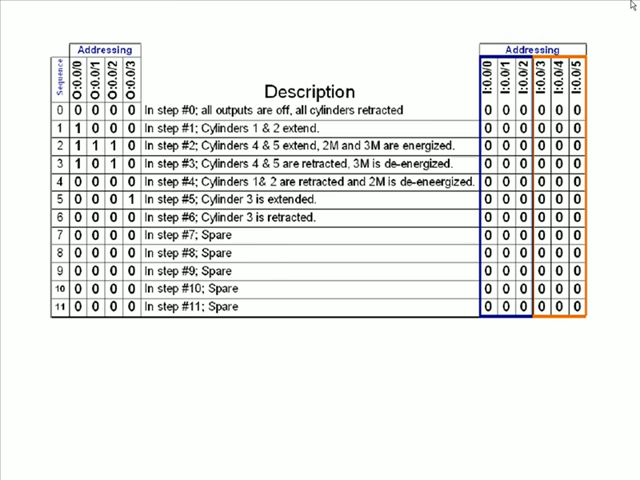 Addressing Addressing
Sequence O:0.0/0 O:0.0/1 O:0.0/2 O:0.0/3 Description I:0.0/0 I:0.0/1 I:0.0/2 I:0.0/3 I:0.0/4 I:0.0/5
0 0 0 0 0 In step #0; all outputs are off, all cylinders retracted 0 0 0 0 0 0
1 1 0 0 0 In step #1; Cylinders 1 & 2 extend. 0 0 0 0 0 0
2 1 1 1 0 In step #2; Cylinders 4 & 5 extend, 2M and 3M are energized. 0 0 0 0 0 0
3 1 0 1 0 In step #3; Cylinders 4 & 5 are retracted, 3M is de-energized. 0 0 0 0 0 0
4 0 0 0 0 In step #4; Cylinders 1& 2 are retracted and 2M is de-eneergized. 0 0 0 0 0 0
5 0 0 0 1 In step #5; Cylinder 3 is extended. 0 0 0 0 0 0
6 0 0 0 0 In step #6; Cylinder 3 is retracted. 0 0 0 0 0 0
7 0 0 0 0 In step #7; Spare 0 0 0 0 0 0
8 0 0 0 0 In step #8; Spare 0 0 0 0 0 0
9 0 0 0 0 In step #9; Spare 0 0 0 0 0 0
10 0 0 0 0 In step #10; Spare 0 0 0 0 0 0
11 0 0 0 0 In step #11; Spare 0 0 0 0 0 0